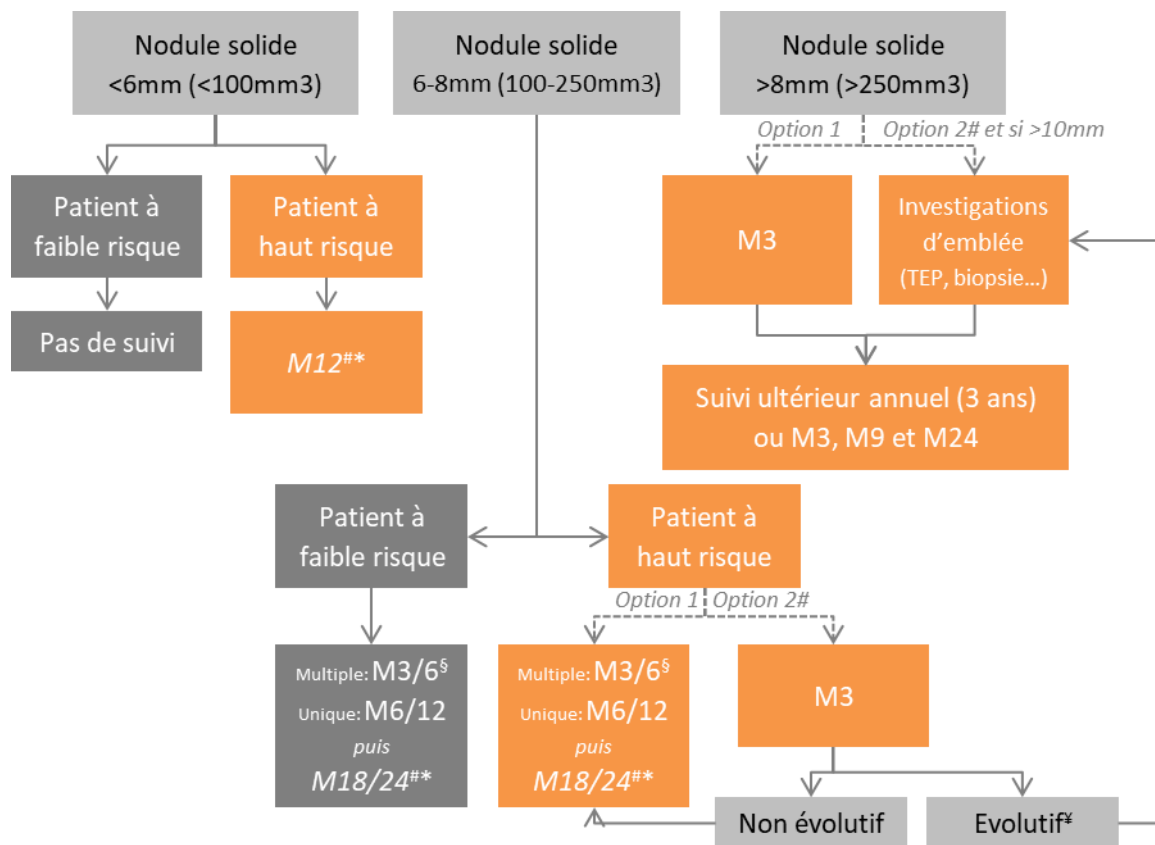 Nodule solide
<6mm (<100mm3)
Nodule solide
6-8mm (100-250mm3)
Nodule solide
>8mm (>250mm3)
Option 1
Option 2# et si >10mm
Patient à
faible risque
Patient à
haut risque
M3
Investigations
d'emblée
(TEP, biopsie…)
Pas de suivi
M12#*
Suivi ultérieur annuel (3 ans)
ou M3, M9 et M24
Patient à
faible risque
Patient à
haut risque
Option 1
Option 2#
Multiple: M3/6§
Unique: M6/12
puis
M18/24#*
Multiple: M3/6§
Unique: M6/12
puis
M18/24#*
M3
Non évolutif
Evolutif¥